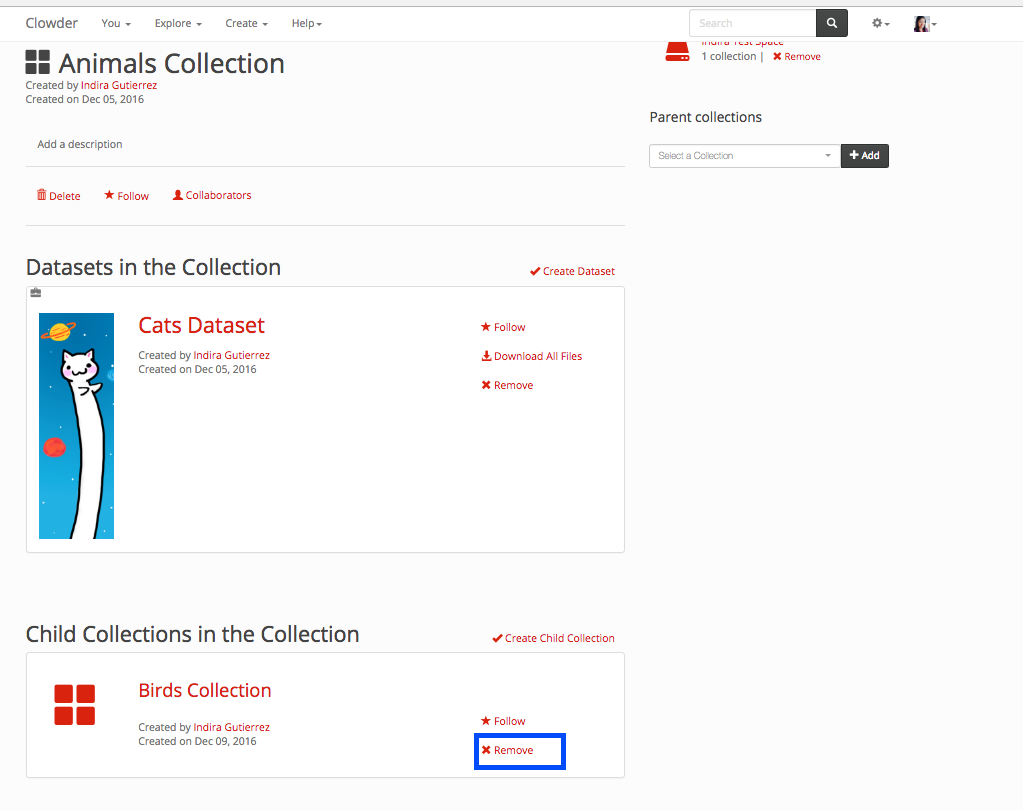 Clowder You Explore Create Help Search
Animals Collection
Created by Indira Gutierrez
Created on Dec 05, 2016
Add a description
Delete Follow Collaborators
Datasets in the Collection
Create Dataset
Cats Dataset
Created by Indira Gutierrez
Created on Dec 05, 2016
Follow
Download All Files
Remove
Child Collections in the Collection
Create Child Collection
Birds Collection
Created by Indira Gutierrez
Created on Dec 09, 2016
Follow
Remove
Indira Test Space
1 collection | Remove
Parent collections
Select a Collection Add